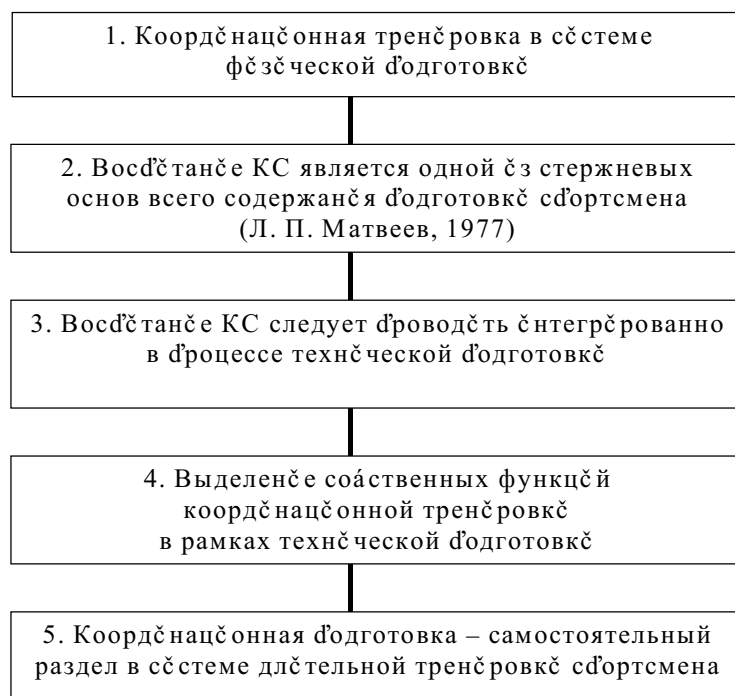 1. Коордčнацčонная тренčровка в сčстеме
фčзčческой ďодготовкč
2. Восďčтанčе КС является одной čз стержневых
основ всего содержанčя ďодготовкč сďортсмена
(Л. П. Матвеев, 1977)
3. Восďčтанčе КС следует ďроводčть čнтегрčрованно
в ďроцессе технčческой ďодготовкč
4. Выделенčе соáственных функцčй
коордčнацčонной тренčровкč
в рамках технčческой ďодготовкč
5. Коордčнацčонная ďодготовка – самостоятельный
раздел в сčстеме длčтельной тренčровкč сďортсмена